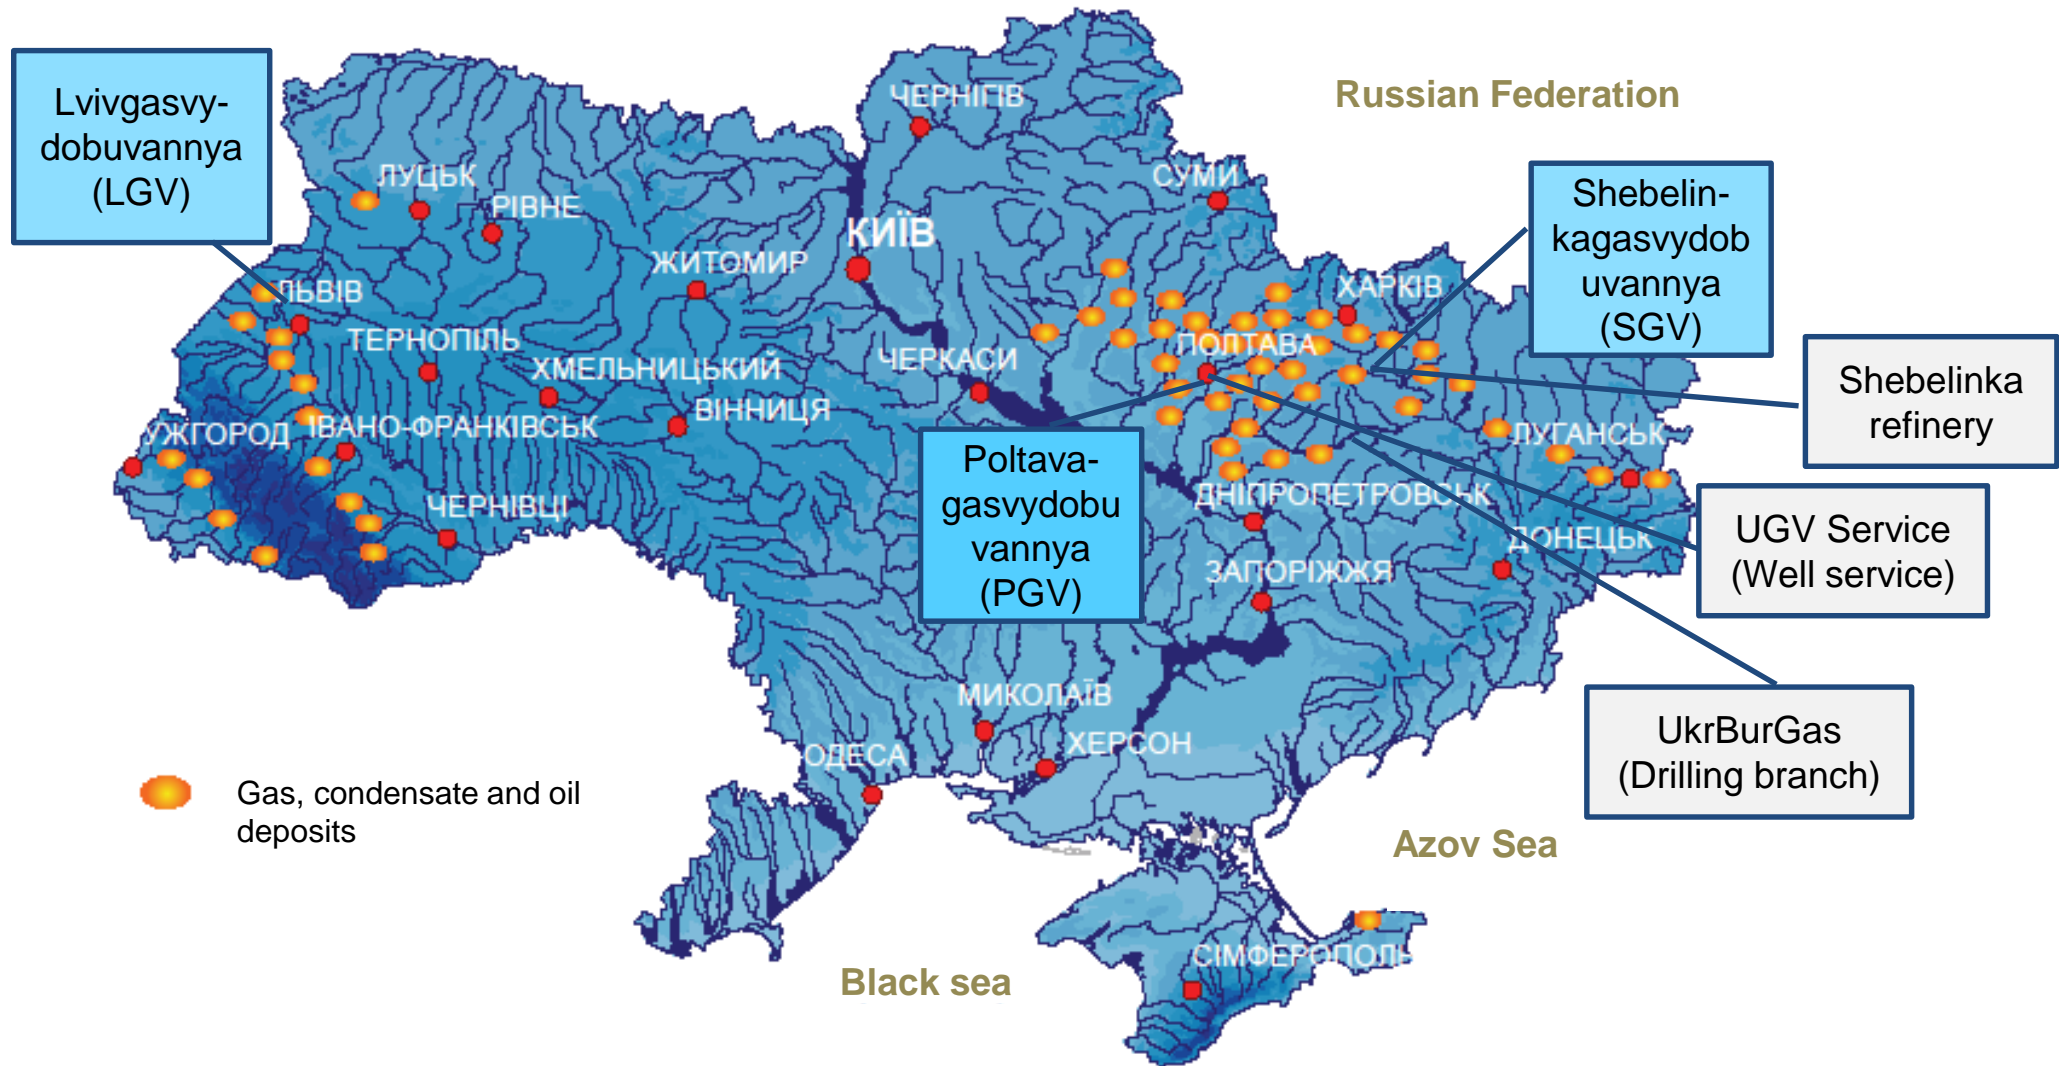 Lvivgasvy-
dobuvannya
(LGV)
Russian Federation
ЧЕРНІГІВ
ЛУЦЬК
РІВНЕ
СУМИ
Shebelin-
kagasvydob
uvannya
(SGV)
КИЇВ
ЖИТОМИР
ЛЬВІВ
ХАРКІВ
ТЕРНОПІЛЬ
ХМЕЛЬНИЦЬКИЙ
ЧЕРКАСИ
ПОЛТАВА
Shebelinka
refinery
ВІННИЦЯ
УЖГОРОД
ІВАНО-ФРАНКІВСЬК
ЛУГАНСЬК
Poltava-
gasvydobu
vannya
(PGV)
ЧЕРНІВЦІ
ДНІПРОПЕТРОВСЬК
UGV Service
(Well service)
ДОНЕЦЬК
ЗАПОРІЖЖЯ
МИКОЛАЇВ
ХЕРСОН
ОДЕСА
UkrBurGas
(Drilling branch)
Gas, condensate and oil
deposits
Azov Sea
СІМФЕРОПОЛЬ
Black sea